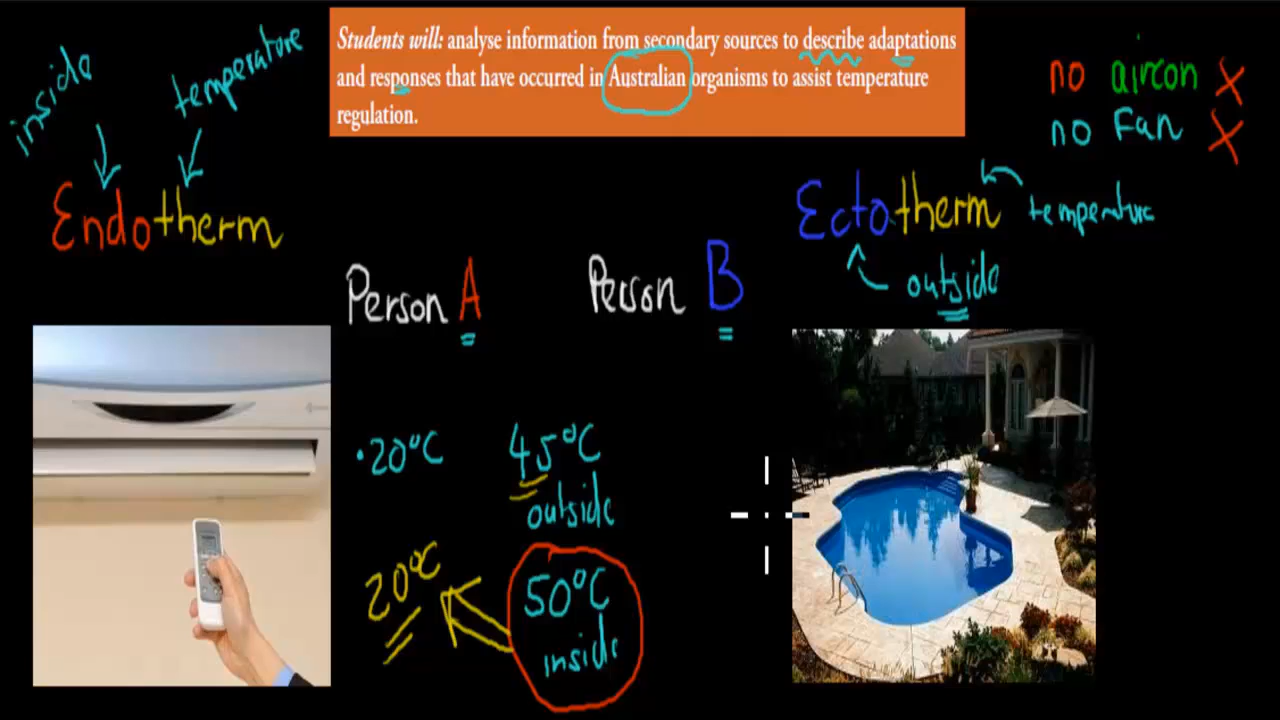 Students will: analyse information from secondary sources to describe adaptations
and responses that have occurred in Australian organisms to assist temperature
regulation.
inside
temperature
Endotherm
no aircon X
no Fan X
Ectotherm
temperature
outside
Person A
Person B
20°C
45°C
outside
20°C
50°C
inside